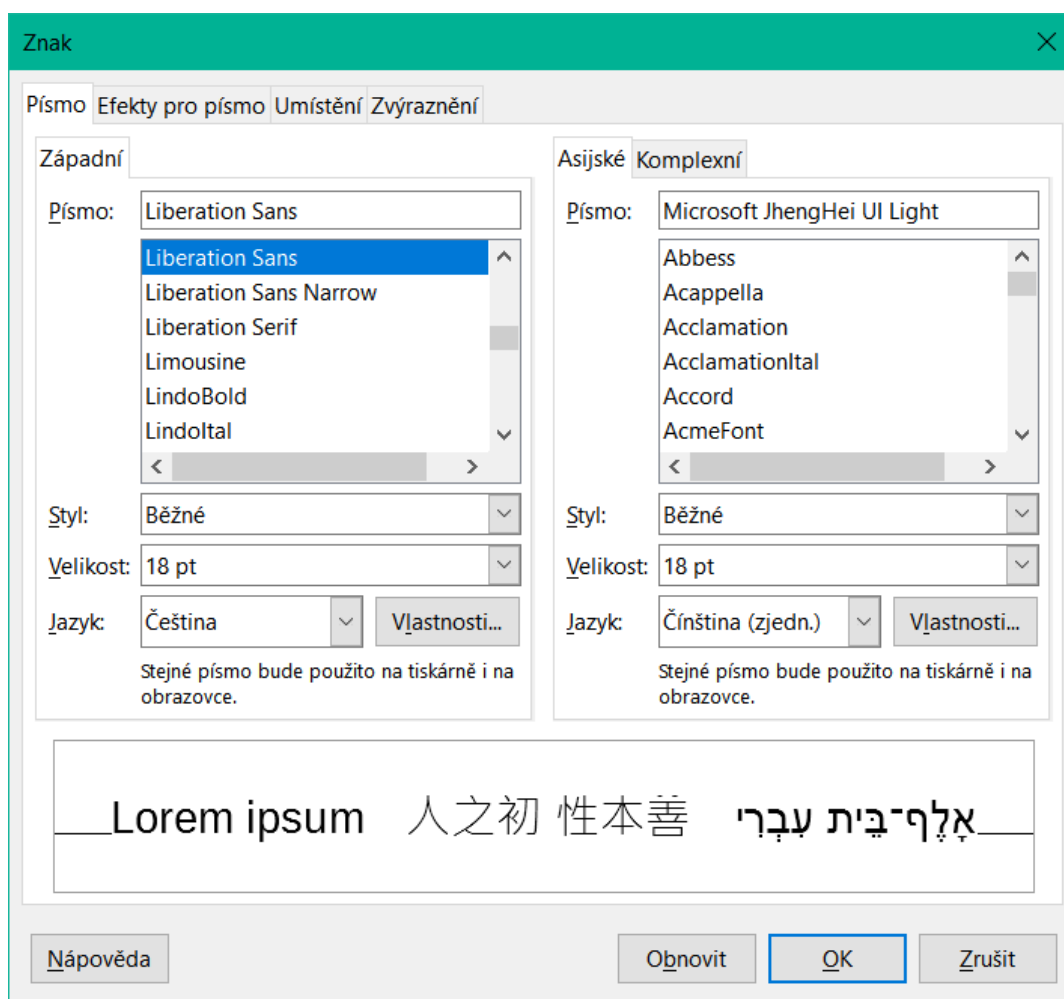 Znak
Písmo Efekty pro písmo Umístění Zvýraznění
Západní
Písmo: Liberation Sans
Liberation Sans
Liberation Sans Narrow
Liberation Serif
Limousine
LindoBold
LindoItal
Styl: Běžné
Velikost: 18 pt
Jazyk: Čeština Vlastnosti...
Stejné písmo bude použito na tiskárně i na
obrazovce.
Asijské Komplexní
Písmo: Microsoft JhengHei UI Light
Abbess
Acappella
Acclamation
AcclamationItal
Accord
AcmeFont
Styl: Běžné
Velikost: 18 pt
Jazyk: Čínština (zjedn.) Vlastnosti...
Stejné písmo bude použito na tiskárně i na
obrazovce.
Lorem ipsum 人之初 性本善 אָלֶף־בֵּית עִבְרִי
Nápověda Obnovit OK Zrušit